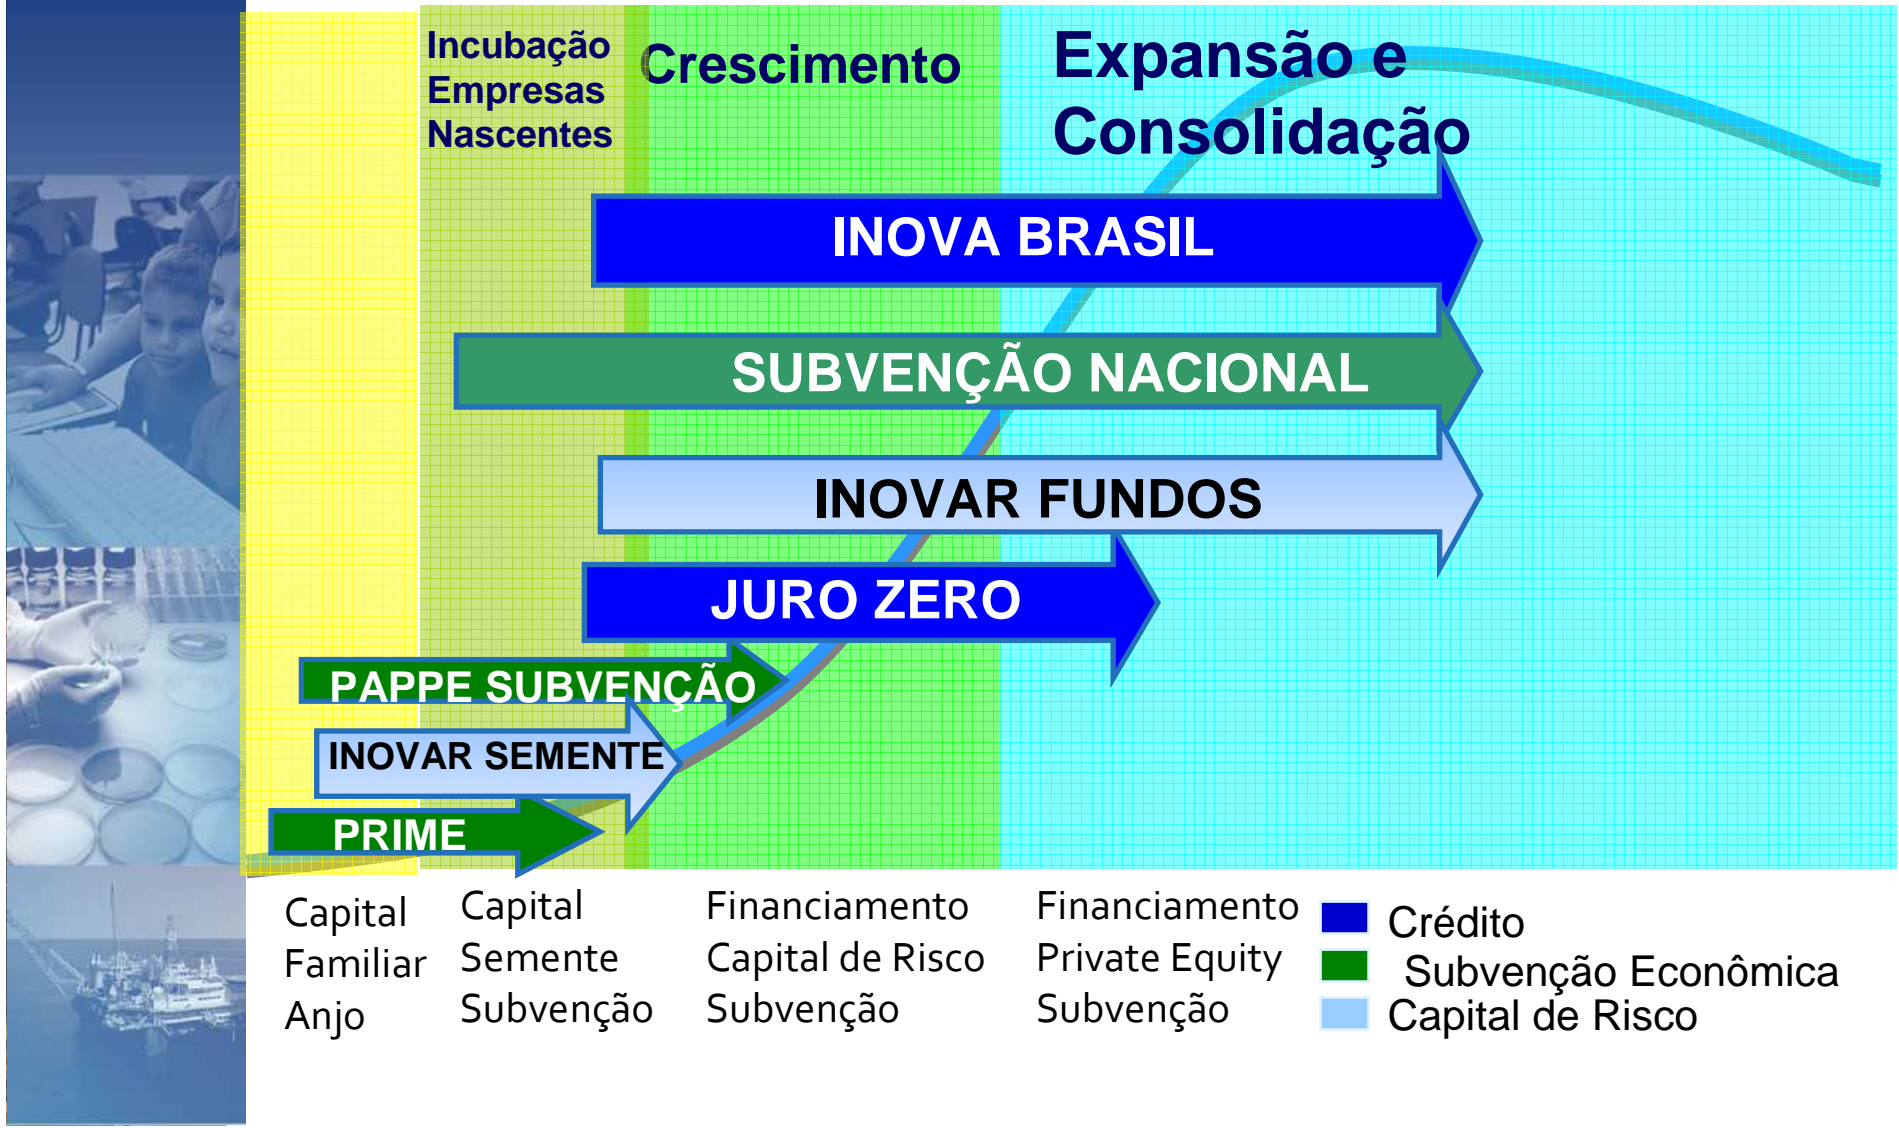 Incubação
Empresas
Nascentes
Crescimento
Expansão e
Consolidação
INOVA BRASIL
SUBVENÇÃO NACIONAL
INOVAR FUNDOS
JURO ZERO
PAPPE SUBVENÇÃO
INOVAR SEMENTE
PRIME
Capital
Familiar
Anjo
Capital
Semente
Subvenção
Financiamento
Capital de Risco
Subvenção
Financiamento
Private Equity
Subvenção
Crédito
Subvenção Econômica
Capital de Risco